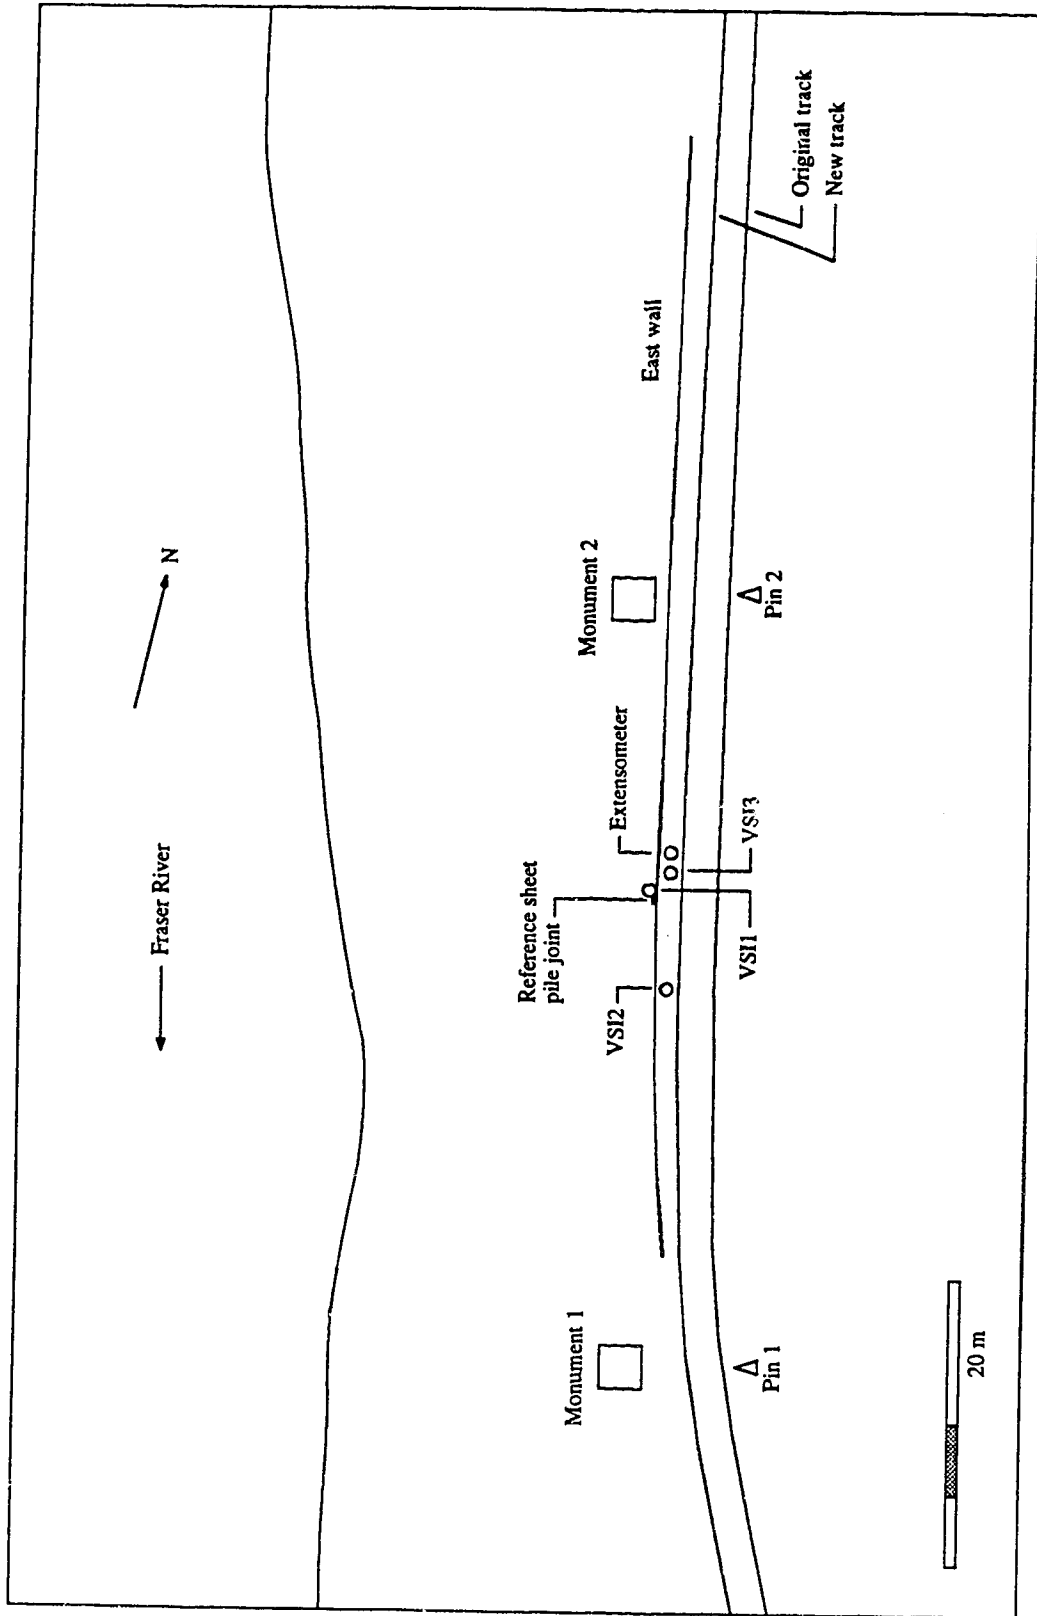 Fraser River
N
Monument 1
Monument 2
Reference sheet
pile joint
Extensometer
VSI2
VSI1
VSI3
East wall
Original track
New track
Pin 1
Pin 2
20 m